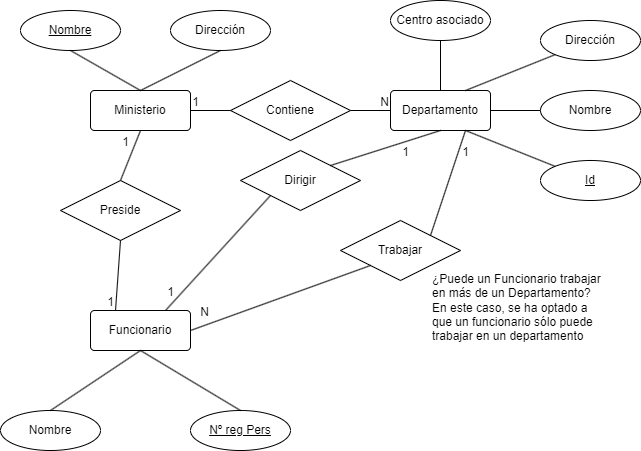 Centro asociado
Nombre
Dirección
Dirección
Ministerio
1
Contiene
N
Departamento
Nombre
1
1
1
Dirigir
Id
Preside
Trabajar
¿Puede un Funcionario trabajar
en más de un Departamento?
En este caso, se ha optado a
que un funcionario sólo puede
trabajar en un departamento
1
1
N
Funcionario
Nombre
Nº reg Pers